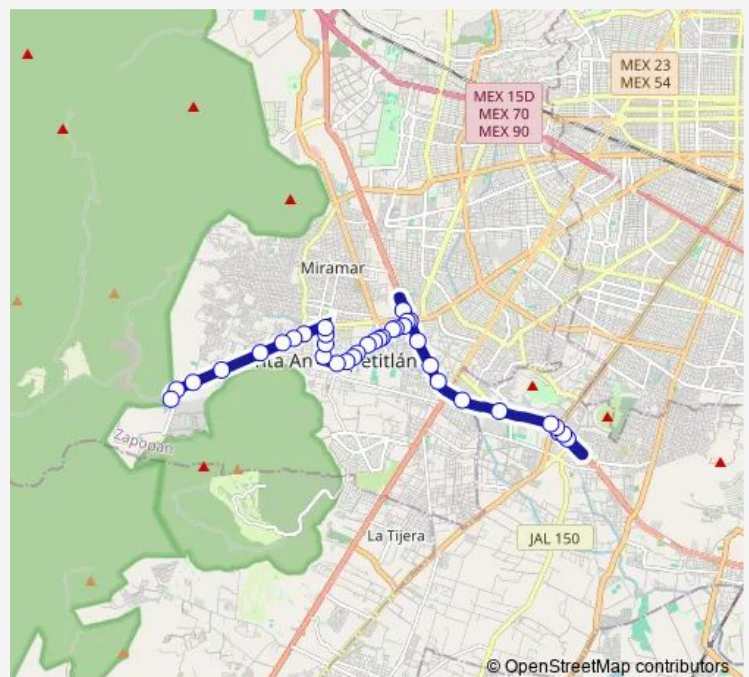 MEX 23
MEX 54
MEX 15D
MEX 70
MEX 90
Miramar
Zapopan
La Tijera
JAL 150
© OpenStreetMap contributors